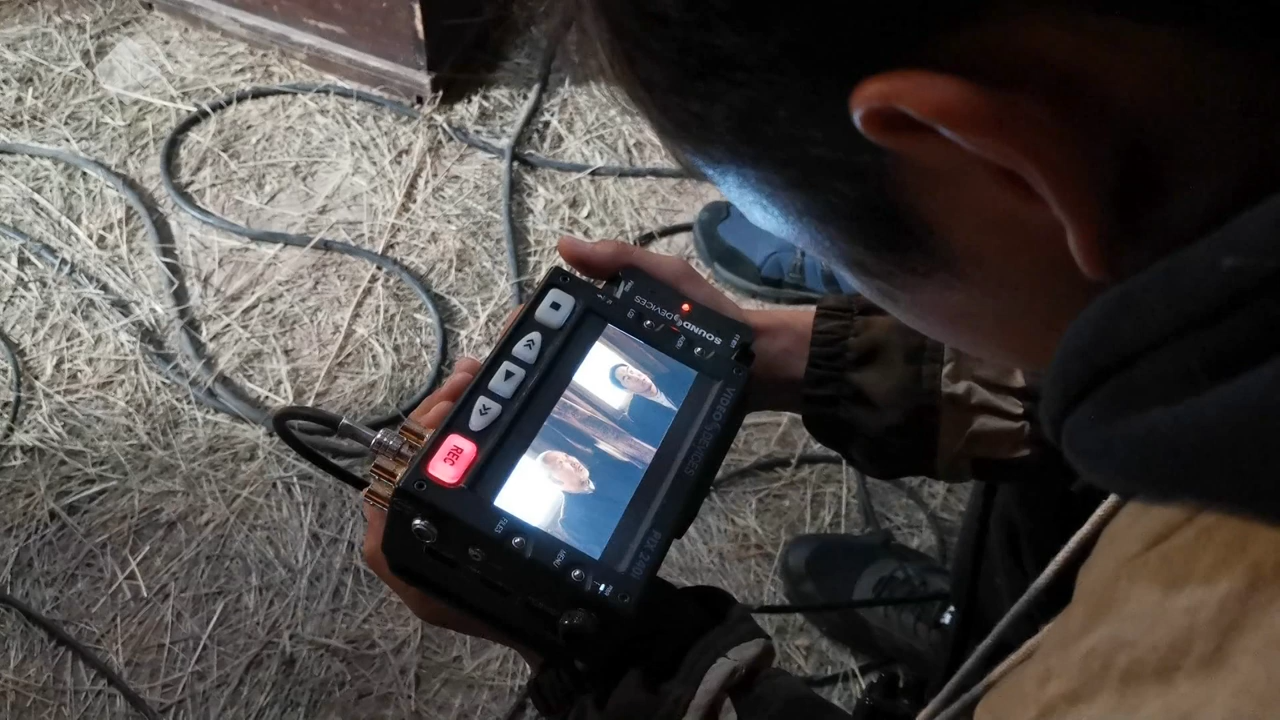 SOUND DEVICES
VIDEO DEVICES
PIX 240i
REC
FILES
MENU